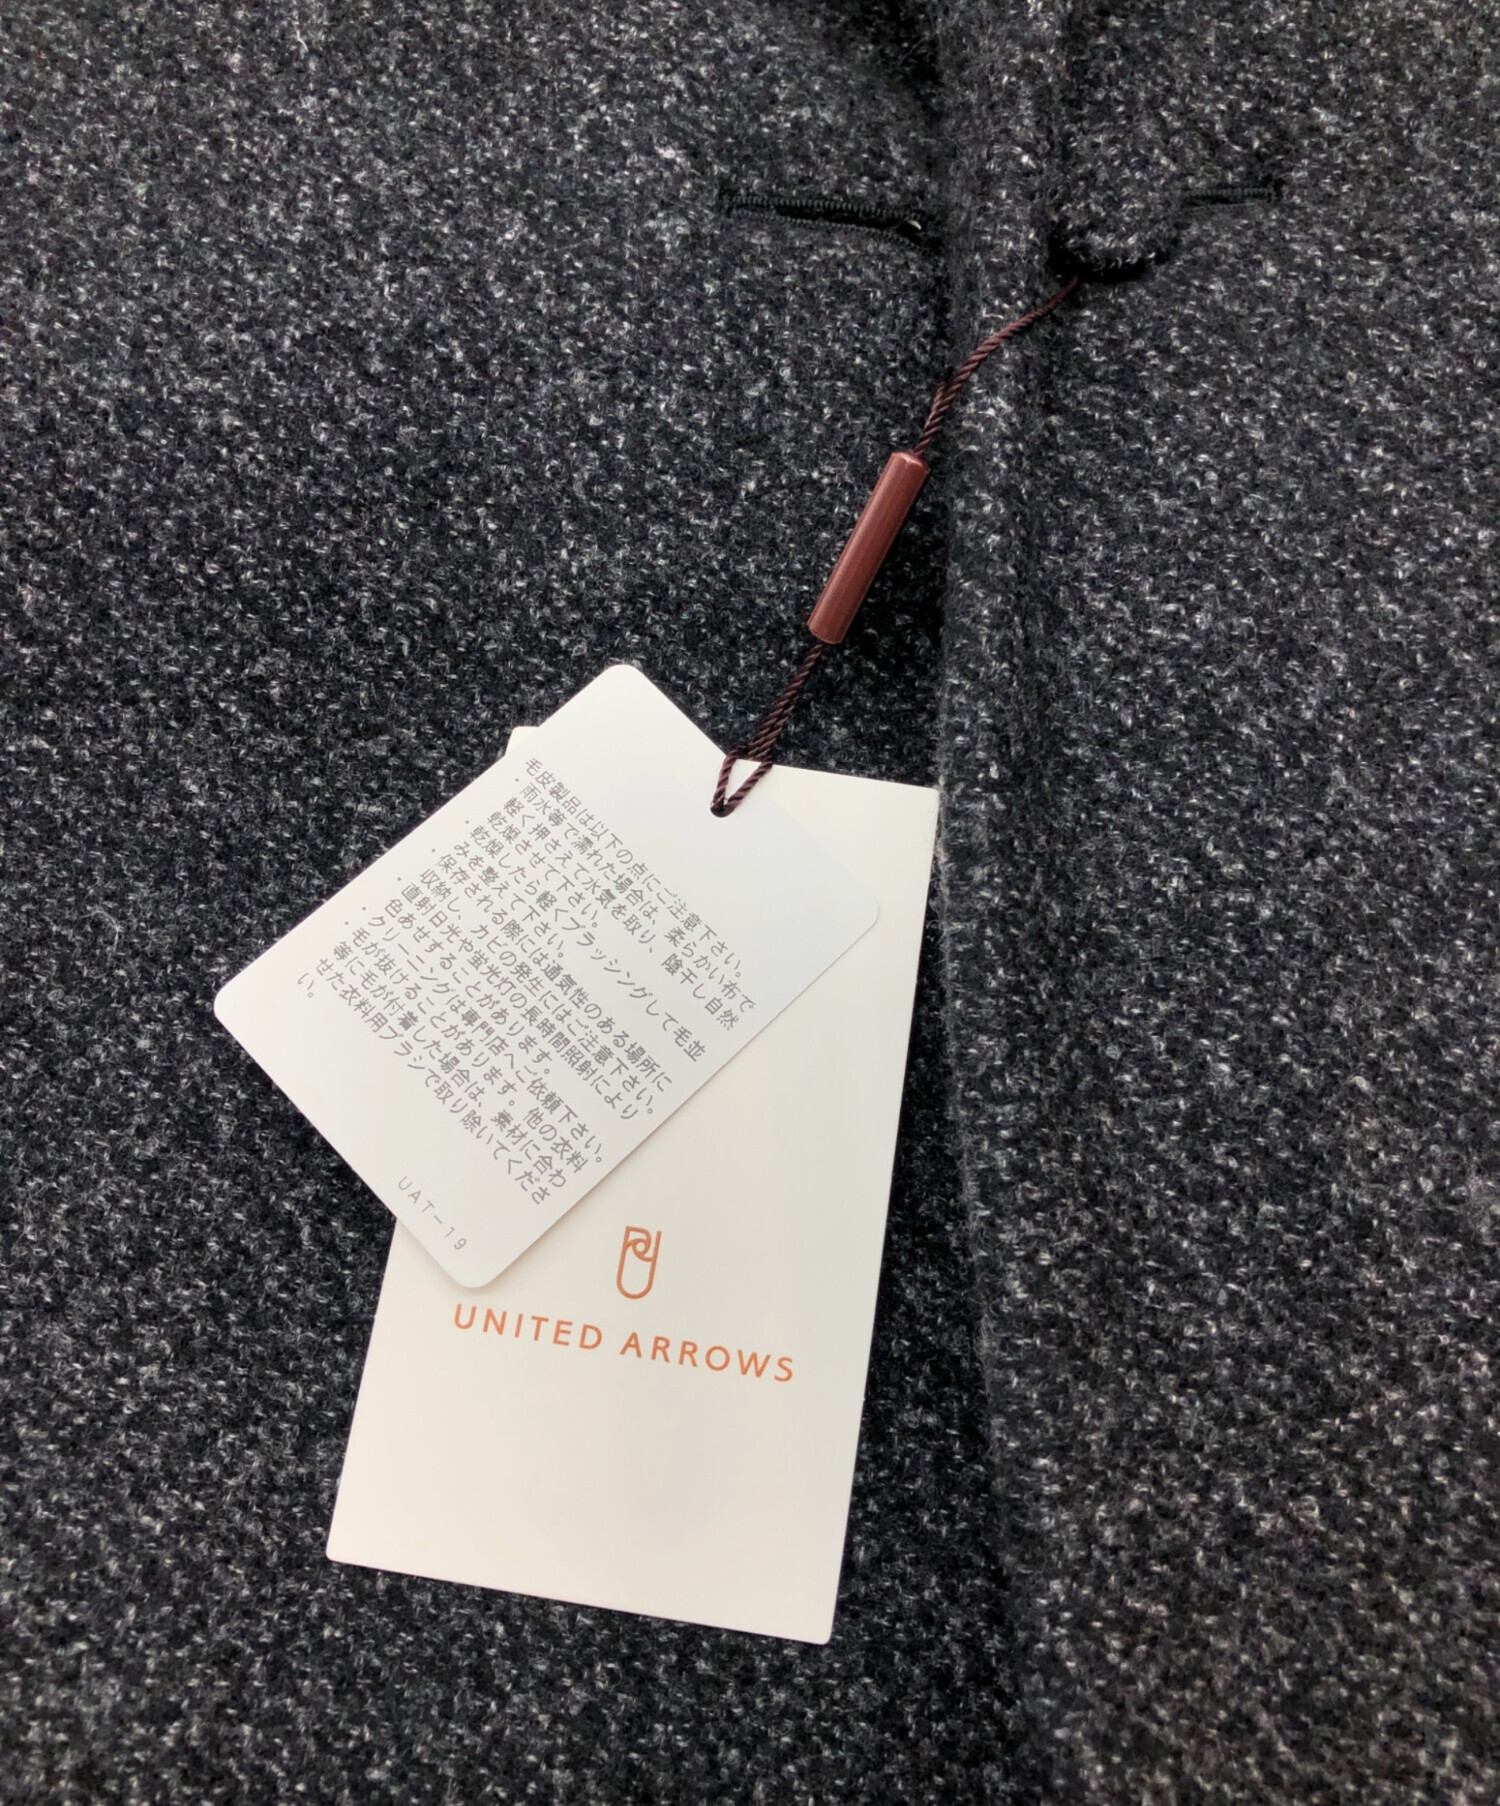 毛皮製品は以下の点にご注意下さい。
・雨水等で濡れた場合は、柔らかい布で
軽く押さえて水気を取り、陰干し自然
乾燥させて下さい。
・乾燥したら軽くブラッシングして毛並
みを整えて下さい。
・保存される際には通気性のある場所に
収納し、カビの発生にはご注意下さい。
・直射日光や蛍光灯の長時間照射により
色あせすることがあります。
・クリーニングは専門店へご依頼下さい。
・毛が抜けることがあります。他の衣料
等に毛が付着した場合は、素材に合わ
せた衣料用ブラシで取り除いてくださ
い。
UAT-19
UNITED ARROWS